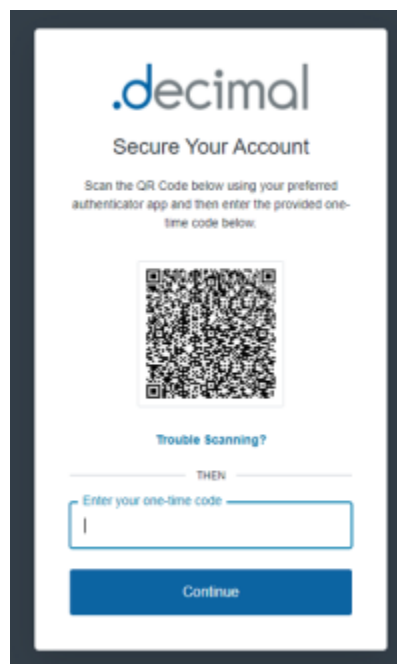 .decimal
Secure Your Account
Scan the QR Code below using your preferred
authenticator app and then enter the provided one-
time code below.
Trouble Scanning?
THEN
Enter your one-time code
Continue